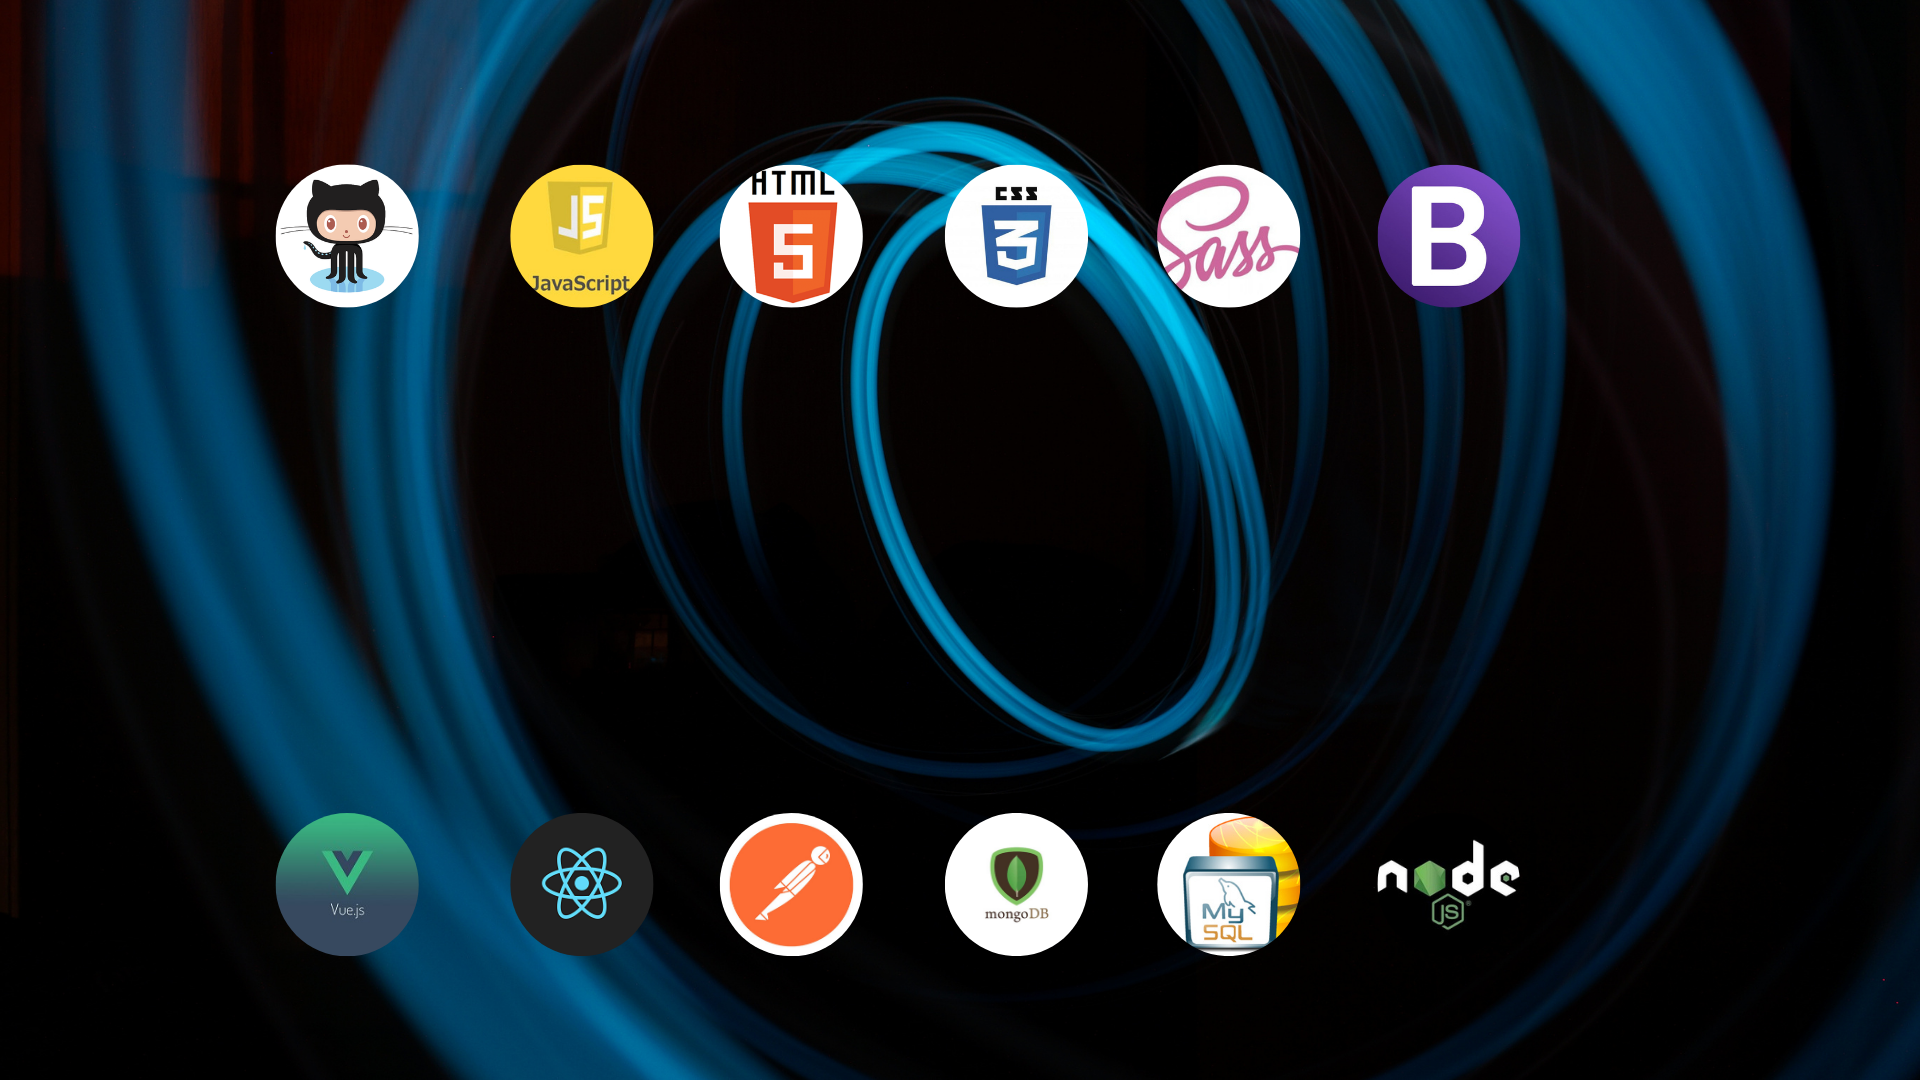 JS
JavaScript
HTML
5
css
3
Sass
B
Vue.js
mongoDB
My
SQL
node
JS